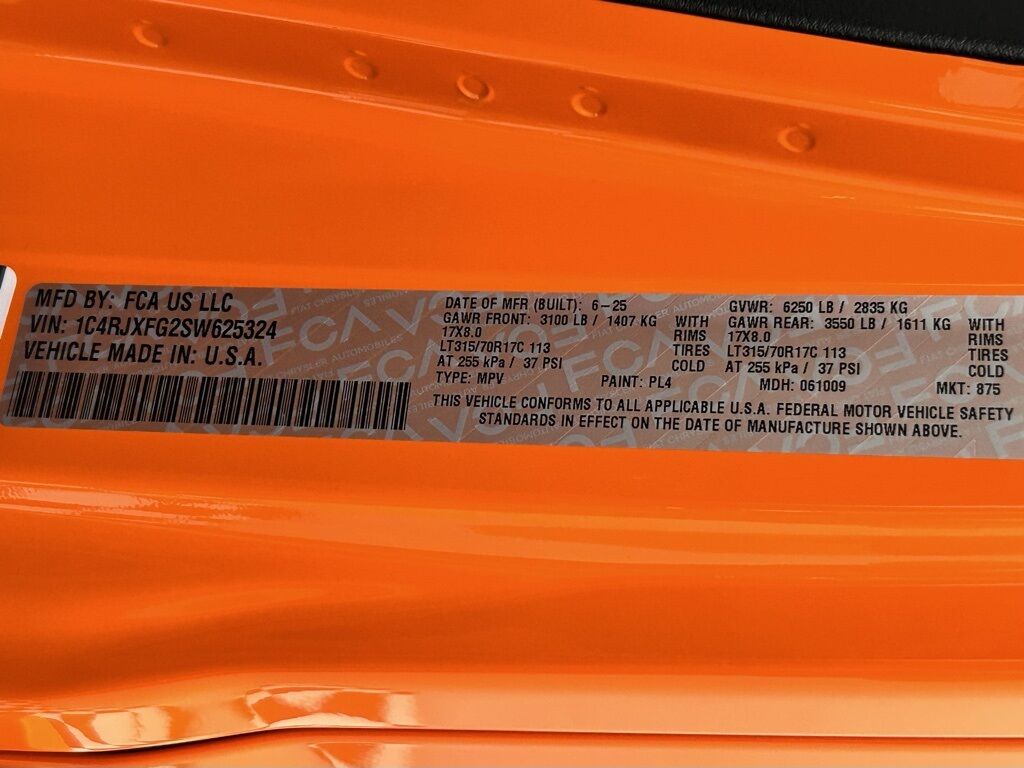 MFD BY: FCA US LLC
VIN: 1C4RJXFG2SW625324
VEHICLE MADE IN: U.S.A.
DATE OF MFR (BUILT): 6-25
GAWR FRONT: 3100 LB / 1407 KG WITH
17X8.0 RIMS
LT315/70R17C 113 TIRES
AT 255 kPa / 37 PSI COLD
TYPE: MPV PAINT: PL4
GVWR: 6250 LB / 2835 KG
GAWR REAR: 3550 LB / 1611 KG WITH
17X8.0 RIMS
LT315/70R17C 113 TIRES
AT 255 kPa / 37 PSI COLD
MDH: 061009 MKT: 875
THIS VEHICLE CONFORMS TO ALL APPLICABLE U.S.A. FEDERAL MOTOR VEHICLE SAFETY
STANDARDS IN EFFECT ON THE DATE OF MANUFACTURE SHOWN ABOVE.